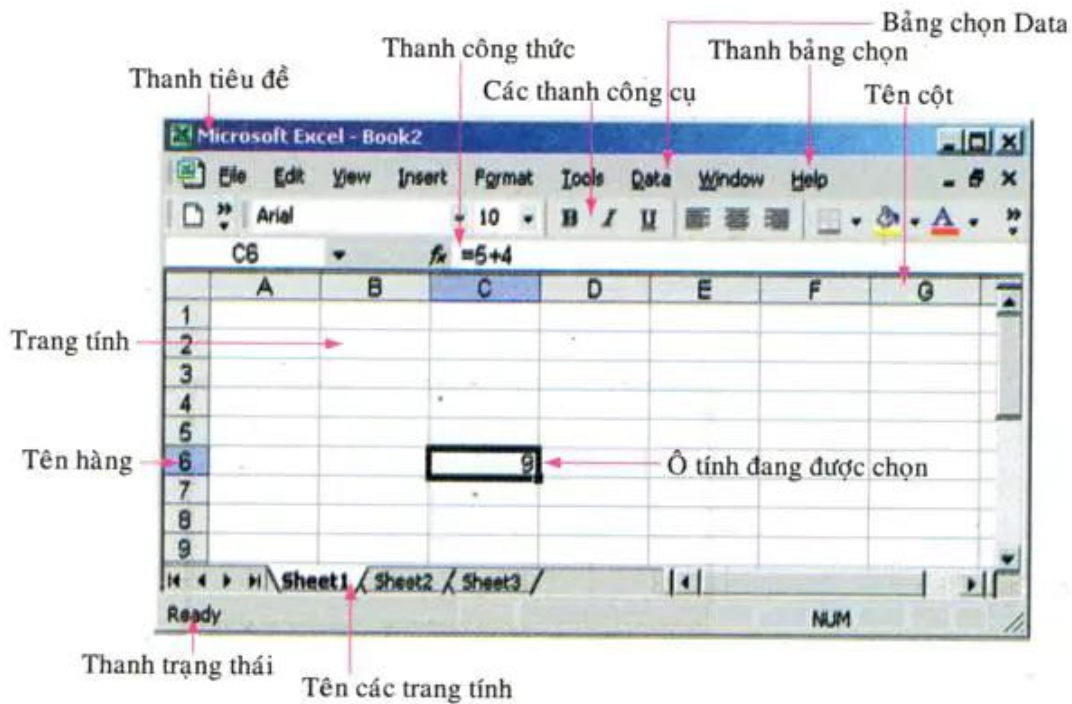 Bảng chọn Data
Thanh công thức
Thanh bảng chọn
Thanh tiêu đề
Các thanh công cụ
Tên cột
Microsoft Excel - Book2
File Edit View Insert Format Tools Data Window Help
Arial 10 B I U A
C6 fx =5+4
A B C D E F G
1
Trang tính
2
3
4
5
Tên hàng
6 9
Ô tính đang được chọn
7
8
9
Sheet1 Sheet2 Sheet3
Ready NUM
Thanh trạng thái
Tên các trang tính